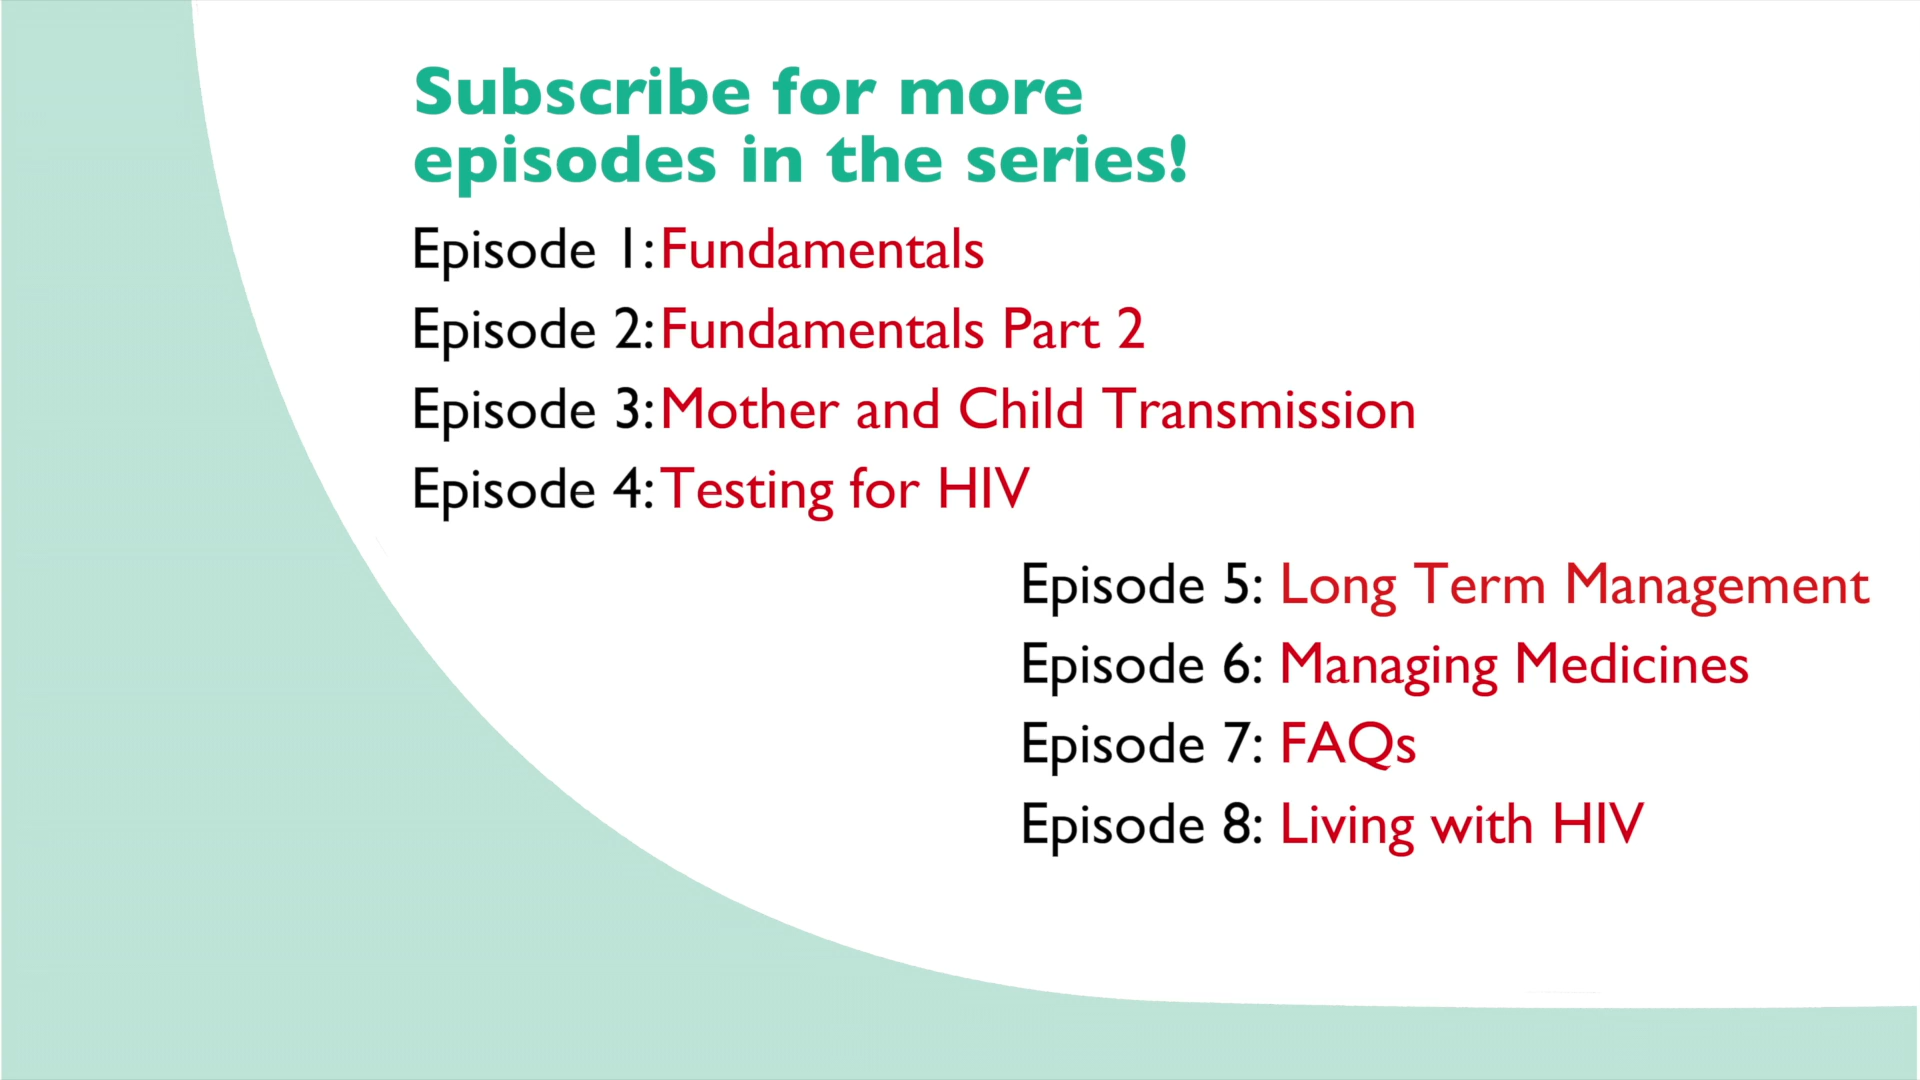 Subscribe for more
episodes in the series!
Episode 1: Fundamentals
Episode 2: Fundamentals Part 2
Episode 3: Mother and Child Transmission
Episode 4: Testing for HIV
Episode 5: Long Term Management
Episode 6: Managing Medicines
Episode 7: FAQs
Episode 8: Living with HIV